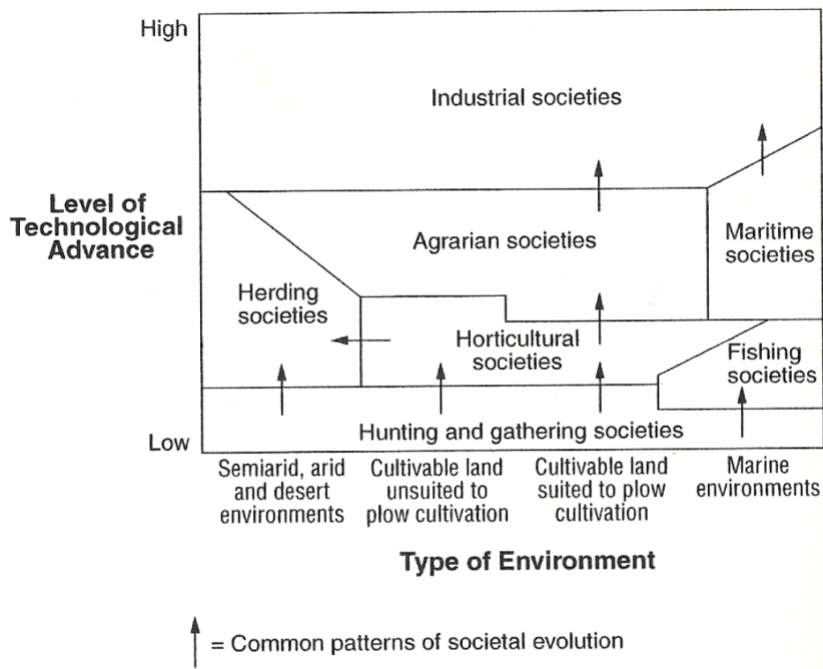 High
Industrial societies
Level of
Technological
Advance
Agrarian societies
Maritime
societies
Herding
societies
Horticultural
societies
Fishing
societies
Hunting and gathering societies
Low
Semiarid, arid
and desert
environments
Cultivable land
unsuited to
plow cultivation
Cultivable land
suited to plow
cultivation
Marine
environments
Type of Environment
= Common patterns of societal evolution